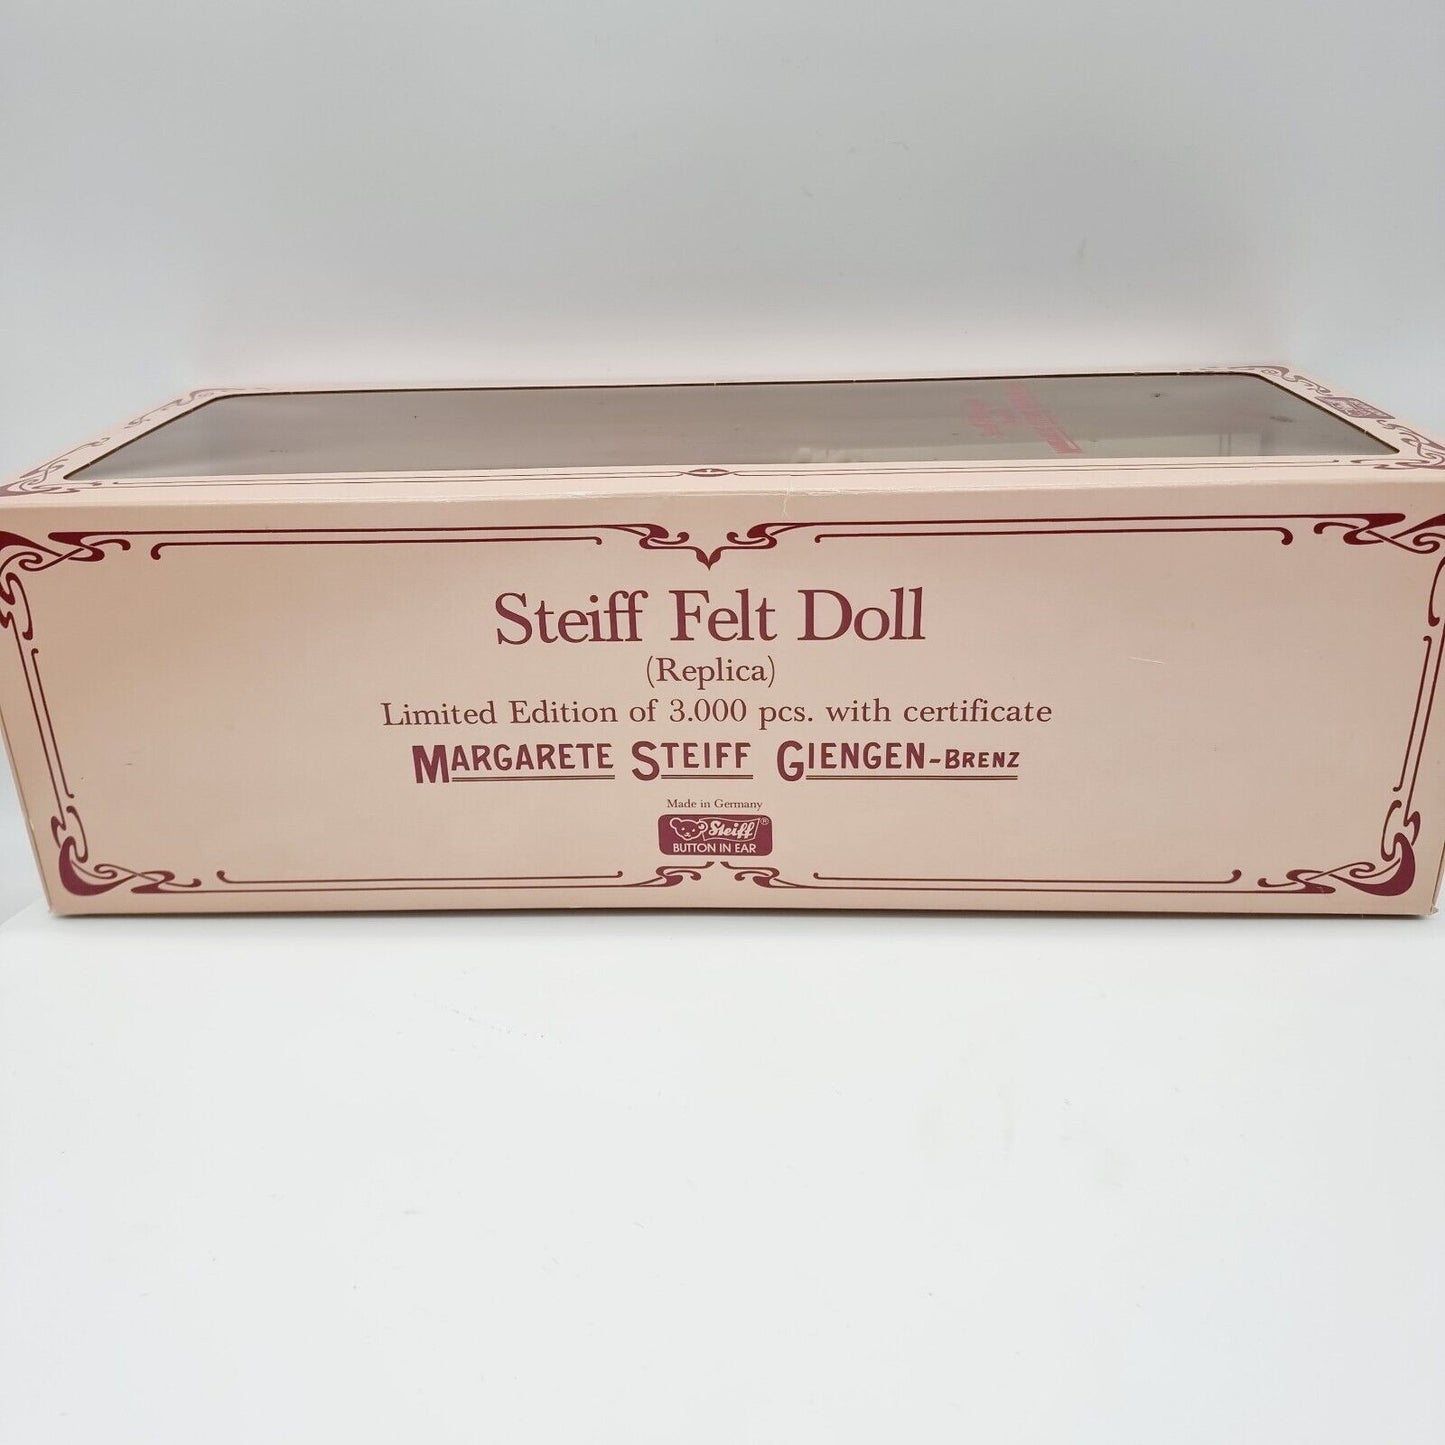 Steiff Felt Doll
(Replica)
Limited Edition of 3.000 pcs. with certificate
MARGARETE STEIFF GIENGEN-BRENZ
Made in Germany
Steiff ®
BUTTON IN EAR